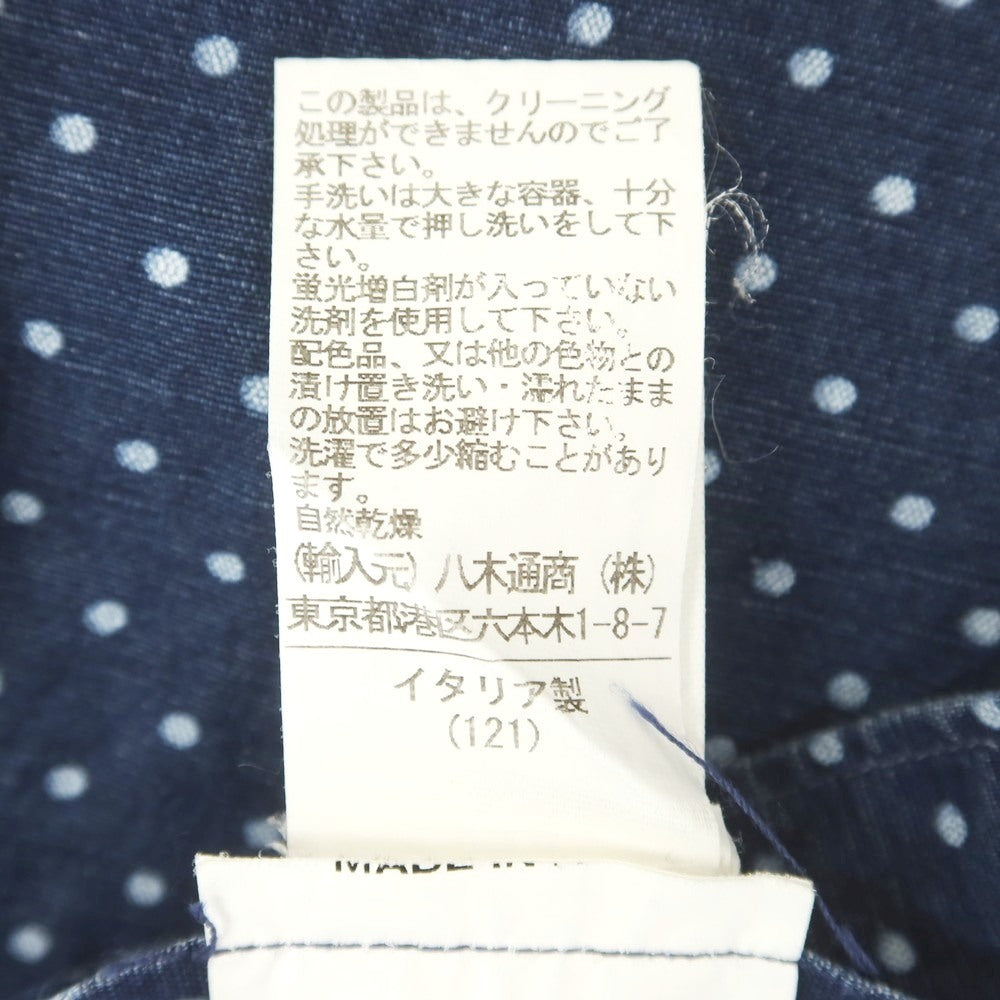 この製品は、クリーニング
処理ができませんのでご了
承下さい。
手洗いは大きな容器、十分
な水量で押し洗いをして下
さい。
蛍光増白剤が入っていない
洗剤を使用して下さい。
配色品、又は他の色物との
漬け置き洗い・濡れたまま
の放置はお避け下さい。
洗濯で多少縮むことがあり
ます。
自然乾燥
(輸入元) 八木通商 (株)
東京都港区六本木1-8-7
イタリア製
(121)
MADE IN